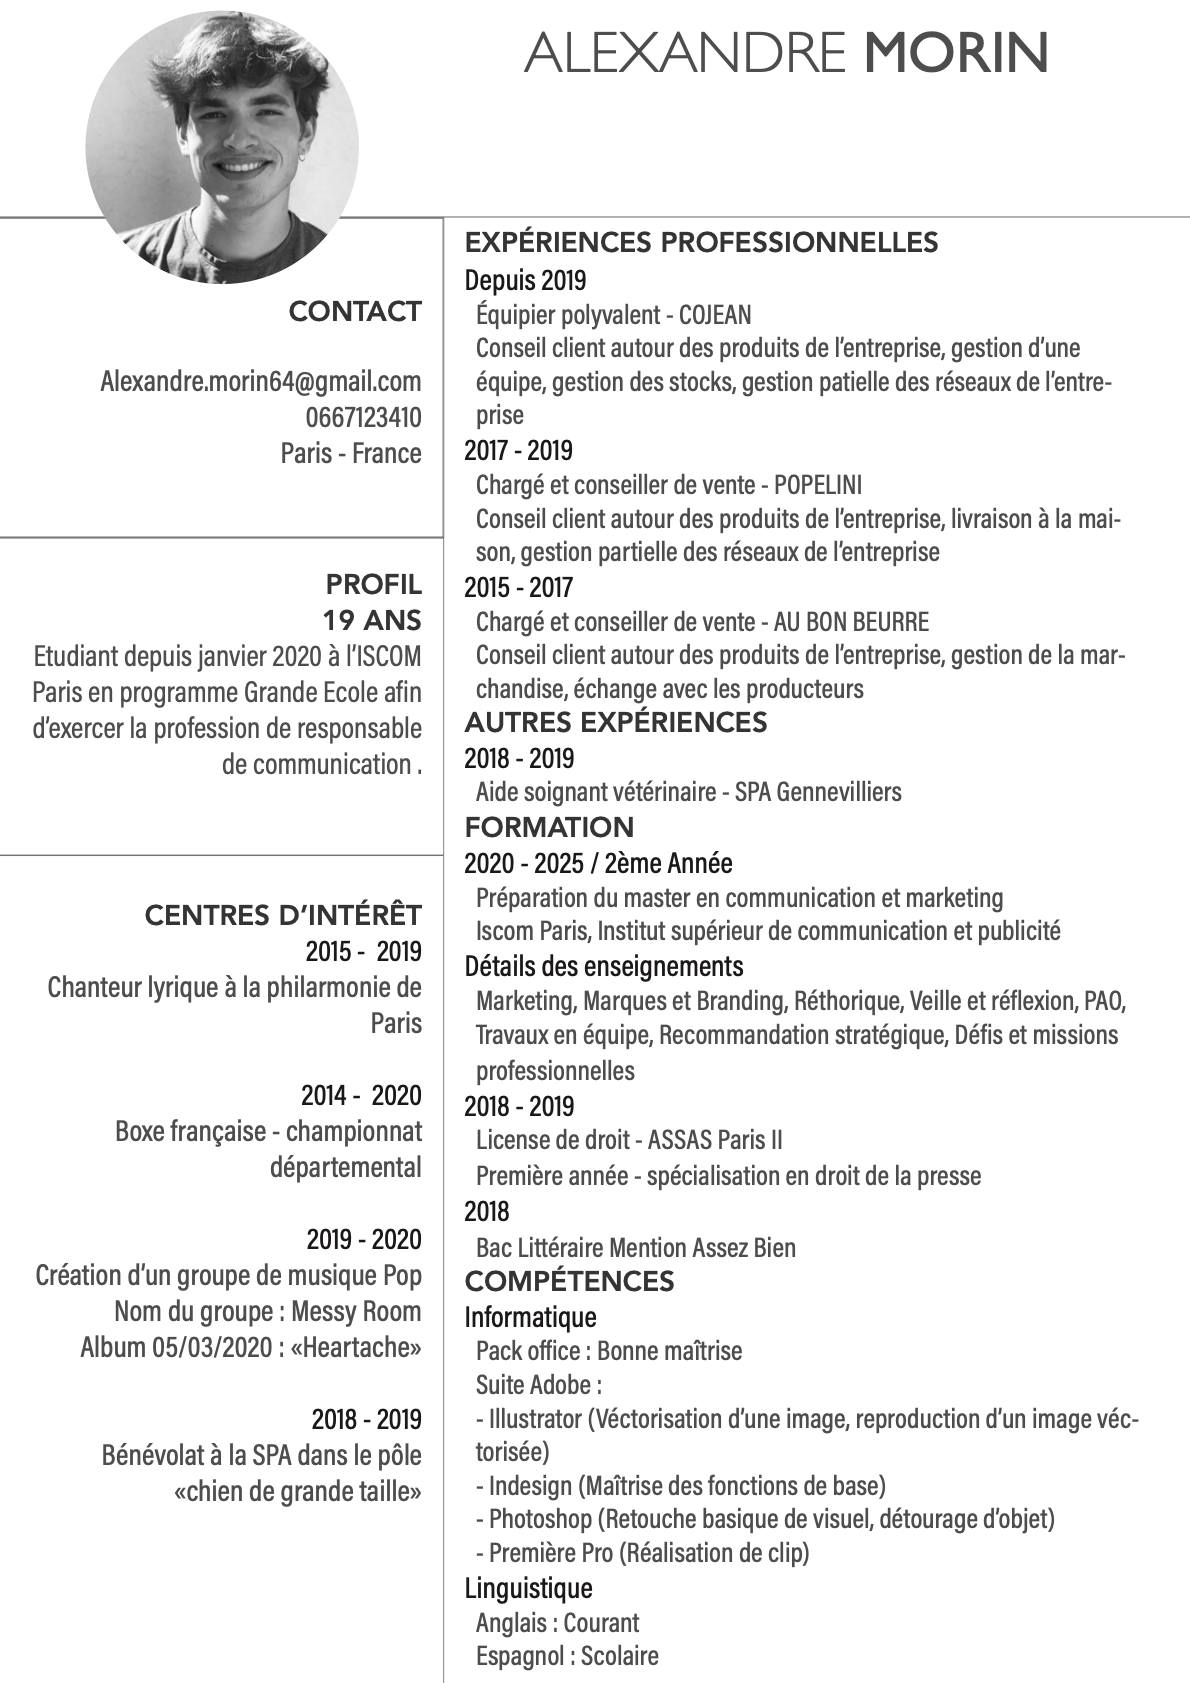 ALEXANDRE MORIN
CONTACT
Alexandre.morin64@gmail.com
0667123410
Paris - France
PROFIL
19 ANS
Etudiant depuis janvier 2020 à l’ISCOM
Paris en programme Grande Ecole afin
d’exercer la profession de responsable
de communication .
CENTRES D’INTÉRÊT
2015 -  2019
Chanteur lyrique à la philarmonie de
Paris
2014 -  2020
Boxe française - championnat
départemental
2019 - 2020
Création d’un groupe de musique Pop
Nom du groupe : Messy Room
Album 05/03/2020 : «Heartache»
2018 - 2019
Bénévolat à la SPA dans le pôle
«chien de grande taille»
EXPÉRIENCES PROFESSIONNELLES
Depuis 2019
Équipier polyvalent - COJEAN
Conseil client autour des produits de l’entreprise, gestion d’une
équipe, gestion des stocks, gestion patielle des réseaux de l’entre-
prise
2017 - 2019
Chargé et conseiller de vente - POPELINI
Conseil client autour des produits de l’entreprise, livraison à la mai-
son, gestion partielle des réseaux de l’entreprise
2015 - 2017
Chargé et conseiller de vente - AU BON BEURRE
Conseil client autour des produits de l’entreprise, gestion de la mar-
chandise, échange avec les producteurs
AUTRES EXPÉRIENCES
2018 - 2019
Aide soignant vétérinaire - SPA Gennevilliers
FORMATION
2020 - 2025 / 2ème Année
Préparation du master en communication et marketing
Iscom Paris, Institut supérieur de communication et publicité
Détails des enseignements
Marketing, Marques et Branding, Réthorique, Veille et réflexion, PAO,
Travaux en équipe, Recommandation stratégique, Défis et missions
professionnelles
2018 - 2019
License de droit - ASSAS Paris II
Première année - spécialisation en droit de la presse
2018
Bac Littéraire Mention Assez Bien
COMPÉTENCES
Informatique
Pack office : Bonne maîtrise
Suite Adobe :
- Illustrator (Véctorisation d’une image, reproduction d’un image véc-
torisée)
- Indesign (Maîtrise des fonctions de base)
- Photoshop (Retouche basique de visuel, détourage d’objet)
- Première Pro (Réalisation de clip)
Linguistique
Anglais : Courant
Espagnol : Scolaire